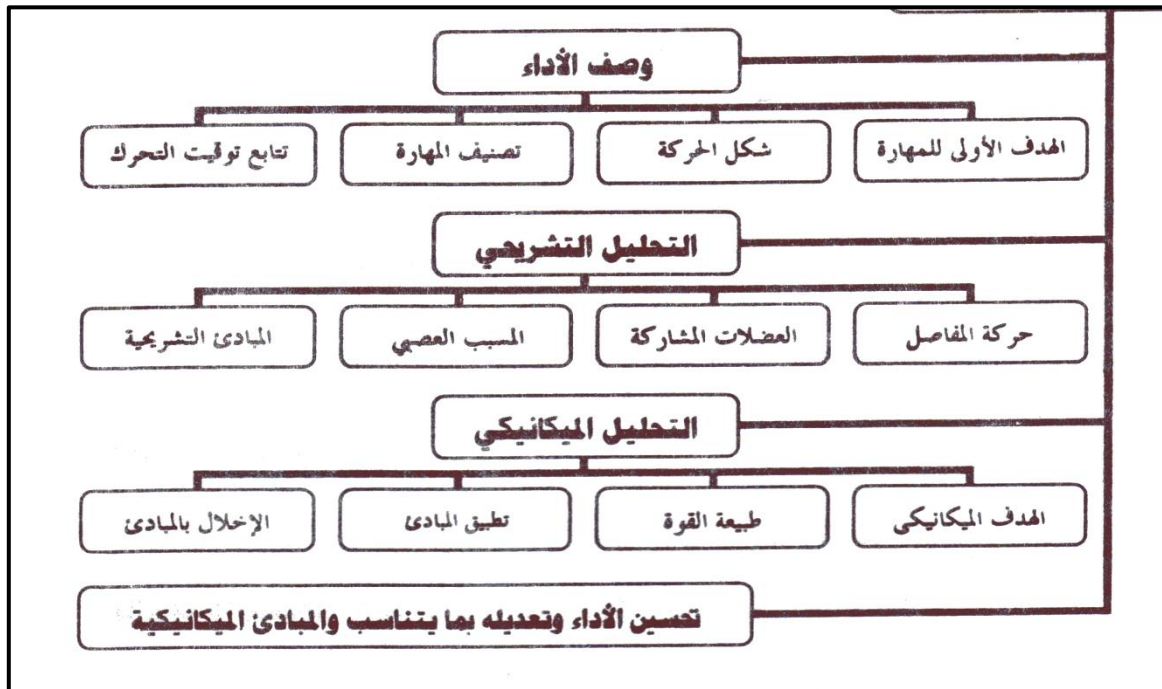 وصف الأداء
الهدف الأولى للمهارة
شكل الحركة
تصنيف المهارة
تتابع توقيت التحرك
التحليل التشريحي
حركة المفاصل
العضلات المشاركة
المسبب العصبي
المبادئ التشريحية
التحليل الميكانيكي
الهدف الميكانيكى
طبيعة القوة
تطبيق المبادئ
الإخلال بالمبادئ
تحسين الأداء وتعديله بما يتناسب والمبادئ الميكانيكية